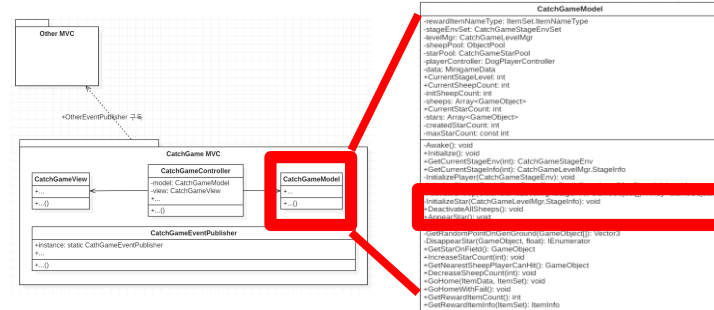 Other MVC
+OtherEventPublisher 구독
CatchGame MVC
CatchGameView
+...
+...()
CatchGameController
-model: CatchGameModel
-view: CatchGameView
+...
+...()
CatchGameModel
+...
+...()
CatchGameEventPublisher
+instance: static CathGameEventPublisher
+...
+...()
CatchGameModel
-rewardItemNameType: ItemSet.ItemNameType
-stageEnvSet: CatchGameStageEnvSet
-levelMgr: CatchGameLevelMgr
-sheepPool: ObjectPool
-starPool: CatchGameStarPool
-playerController: DogPlayerController
-data: MinigameData
+CurrentStageLevel: int
+CurrentSheepCount: int
-initSheepCount: int
-sheeps: Array<GameObject>
+CurrentStarCount: int
-stars: Array<GameObject>
-createdStarCount: int
-maxStarCount: const int
-Awake(): void
+Initialize(): void
+GetCurrentStageEnv(int): CatchGameStageEnv
+GetCurrentStageInfo(int): CatchGameLevelMgr.StageInfo
-InitializePlayer(CatchGameStageEnv): void
-InitializeStar(CatchGameLevelMgr.StageInfo): void
+DeactivateAllSheeps(): void
+AppearStar(): void
-GetRandomPointOnGenGround(GameObject[]): Vector3
-DisappearStar(GameObject, float): IEnumerator
+GetStarOnField(): GameObject
+IncreaseStarCount(int): void
+GetNearestSheepPlayerCanHit(): GameObject
+DecreaseSheepCount(int): void
+GoHome(ItemData, ItemSet): void
+GoHomeWithFail(): void
+GetRewardItemCount(): int
+GetRewardItemInfo(ItemSet): ItemInfo